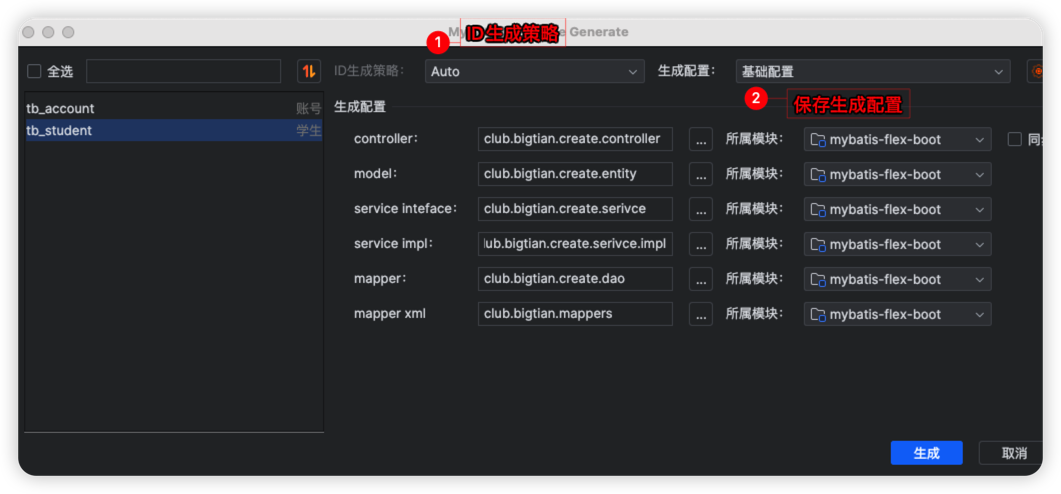 My
ID生成策略
e Generate
1
全选
ID生成策略：
Auto
生成配置：
基础配置
2
保存生成配置
tb_account 账号
tb_student 学生
生成配置
controller： club.bigtian.create.controller ... 所属模块： mybatis-flex-boot
model： club.bigtian.create.entity ... 所属模块： mybatis-flex-boot
service inteface： club.bigtian.create.serivce ... 所属模块： mybatis-flex-boot
service impl： lub.bigtian.create.serivce.impl ... 所属模块： mybatis-flex-boot
mapper： club.bigtian.create.dao ... 所属模块： mybatis-flex-boot
mapper xml club.bigtian.mappers ... 所属模块： mybatis-flex-boot
生成
取消